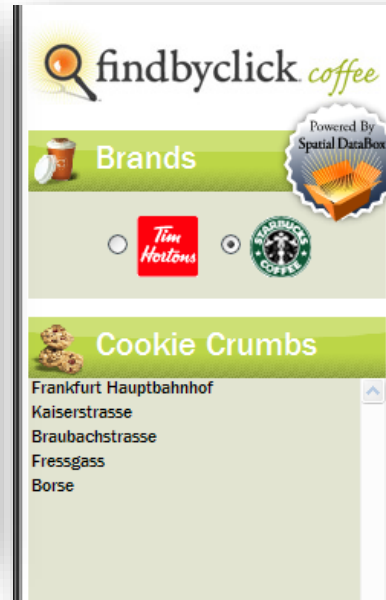 findbyclick coffee
Powered By
Spatial DataBox
Brands
Tim
Hortons
STARBUCKS
COFFEE
Cookie Crumbs
Frankfurt Hauptbahnhof
Kaiserstrasse
Braubachstrasse
Fressgass
Borse